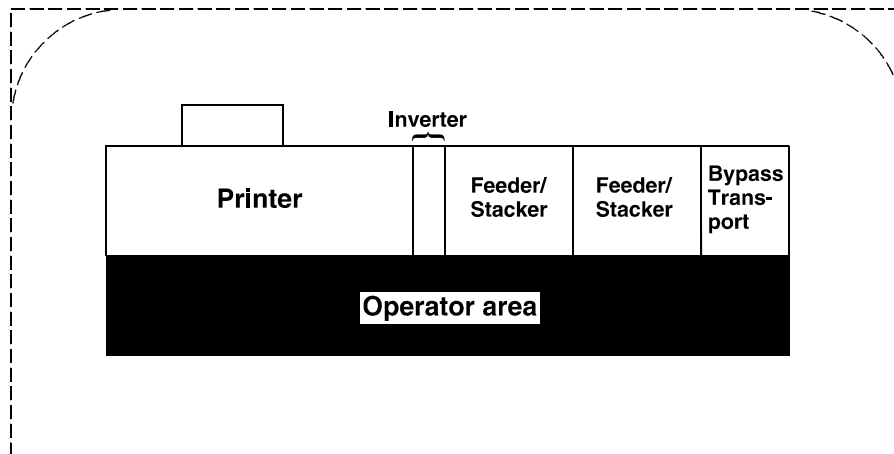 Inverter
Printer
Feeder/
Stacker
Feeder/
Stacker
Bypass
Trans-
port
Operator area